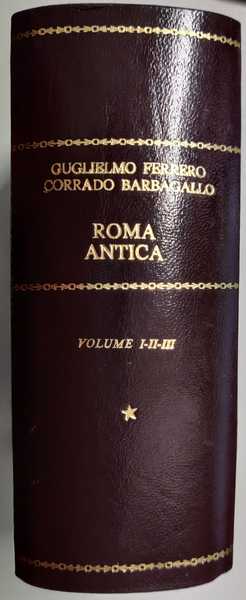 GUGLIELMO FERRERO
CORRADO BARBAGALLO
ROMA
ANTICA
VOLUME I-II-III